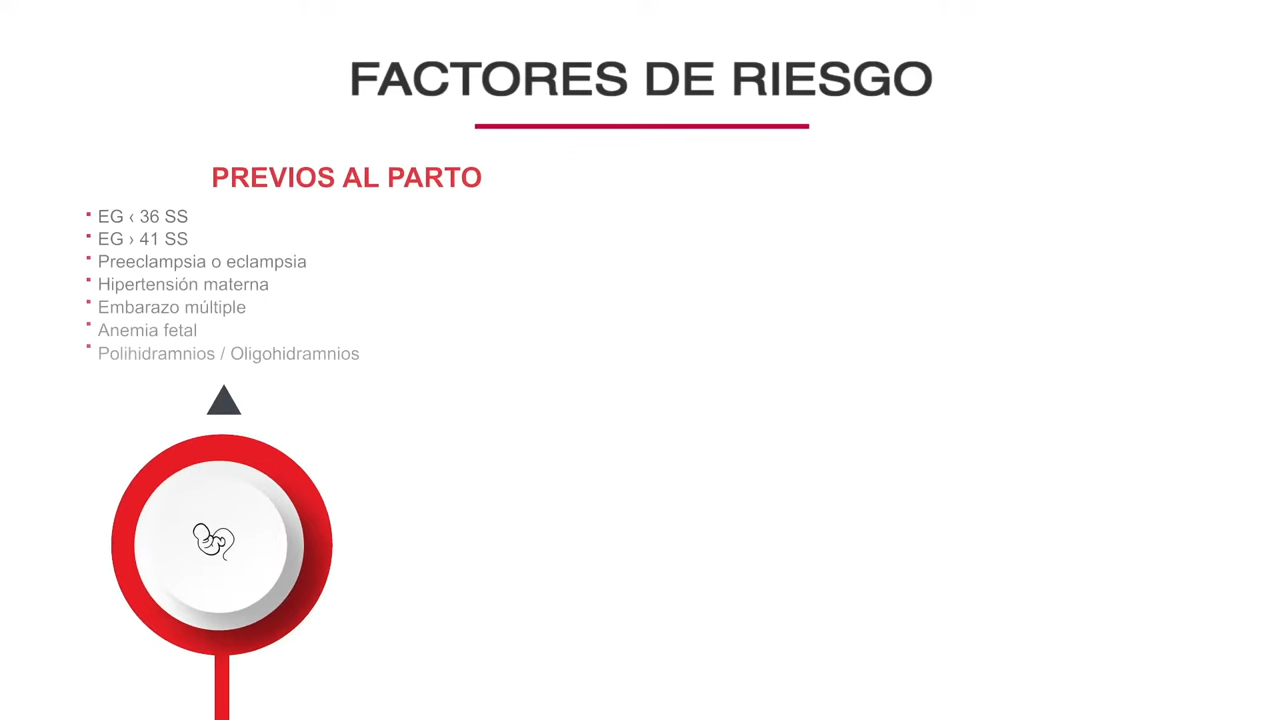 FACTORES DE RIESGO
PREVIOS AL PARTO
EG ‹ 36 SS
EG › 41 SS
Preeclampsia o eclampsia
Hipertensión materna
Embarazo múltiple
Anemia fetal
Polihidramnios / Oligohidramnios